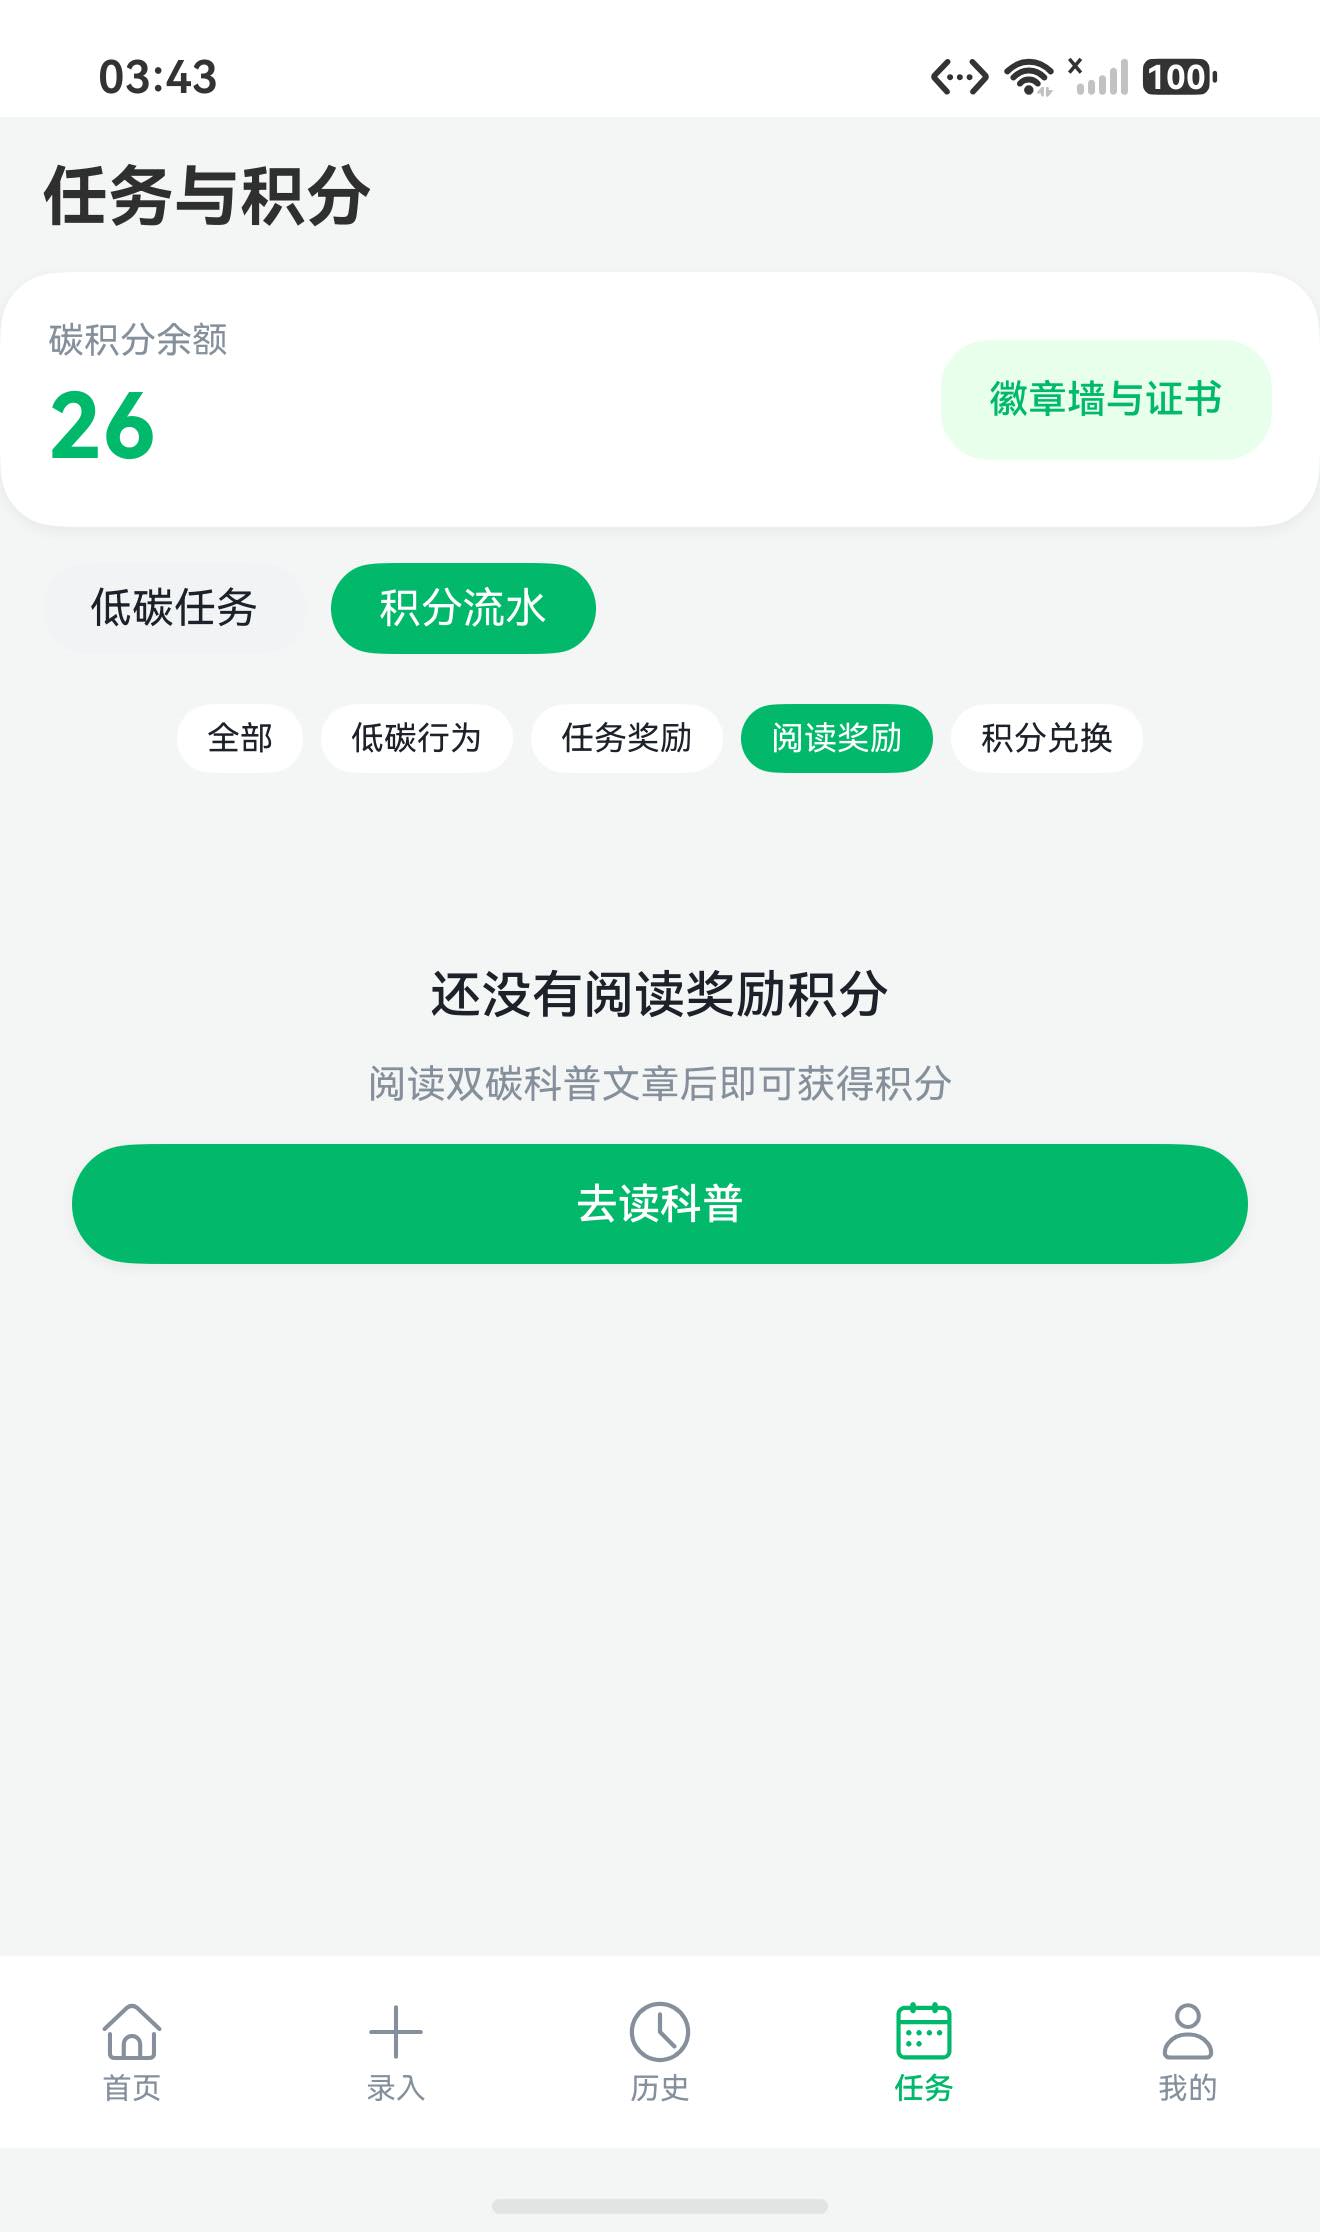 03:43
100
任务与积分
碳积分余额
26
徽章墙与证书
低碳任务 积分流水
全部 低碳行为 任务奖励 阅读奖励 积分兑换
还没有阅读奖励积分
阅读双碳科普文章后即可获得积分
去读科普
首页 录入 历史 任务 我的